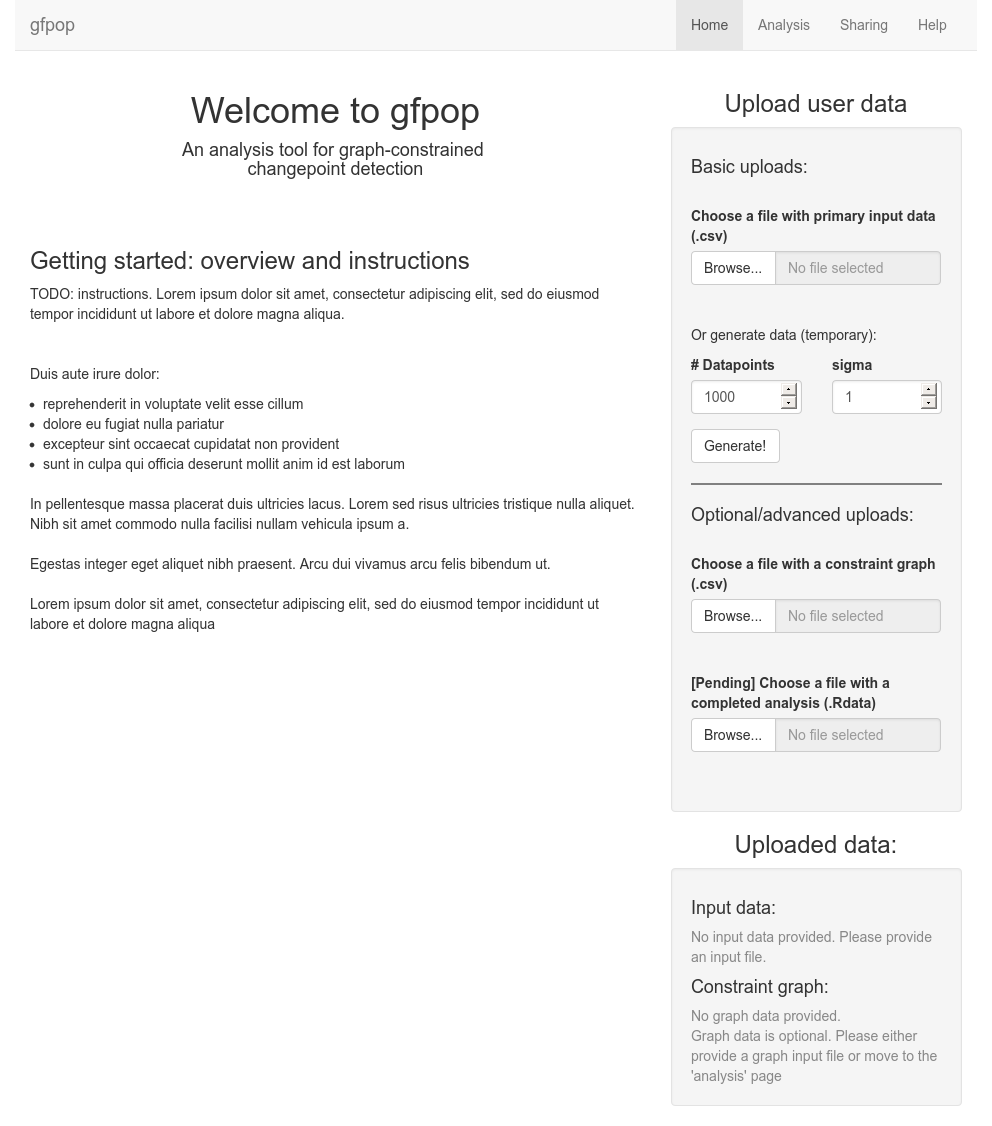 gfpop
Home
Analysis
Sharing
Help
Welcome to gfpop
An analysis tool for graph-constrained
changepoint detection
Getting started: overview and instructions
TODO: instructions. Lorem ipsum dolor sit amet, consectetur adipiscing elit, sed do eiusmod
tempor incididunt ut labore et dolore magna aliqua.
Duis aute irure dolor:
• reprehenderit in voluptate velit esse cillum
• dolore eu fugiat nulla pariatur
• excepteur sint occaecat cupidatat non provident
• sunt in culpa qui officia deserunt mollit anim id est laborum
In pellentesque massa placerat duis ultricies lacus. Lorem sed risus ultricies tristique nulla aliquet.
Nibh sit amet commodo nulla facilisi nullam vehicula ipsum a.
Egestas integer eget aliquet nibh praesent. Arcu dui vivamus arcu felis bibendum ut.
Lorem ipsum dolor sit amet, consectetur adipiscing elit, sed do eiusmod tempor incididunt ut
labore et dolore magna aliqua
Upload user data
Basic uploads:
Choose a file with primary input data
(.csv)
Browse... No file selected
Or generate data (temporary):
# Datapoints sigma
1000 1
Generate!
Optional/advanced uploads:
Choose a file with a constraint graph
(.csv)
Browse... No file selected
[Pending] Choose a file with a
completed analysis (.Rdata)
Browse... No file selected
Uploaded data:
Input data:
No input data provided. Please provide
an input file.
Constraint graph:
No graph data provided.
Graph data is optional. Please either
provide a graph input file or move to the
'analysis' page